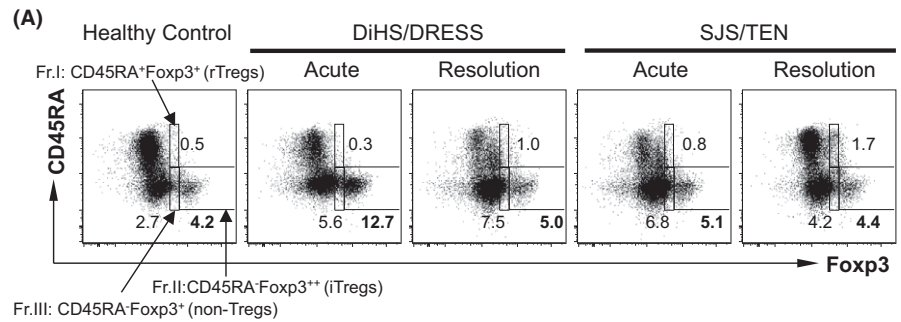 (A)
Healthy Control DiHS/DRESS SJS/TEN
Fr.I: CD45RA⁺Foxp3⁺ (rTregs) Acute Resolution Acute Resolution
CD45RA
0.5 0.3 1.0 0.8 1.7
2.7 4.2 5.6 12.7 7.5 5.0 6.8 5.1 4.2 4.4
Foxp3
Fr.II:CD45RA⁻Foxp3⁺⁺ (iTregs)
Fr.III: CD45RA⁻Foxp3⁺ (non-Tregs)